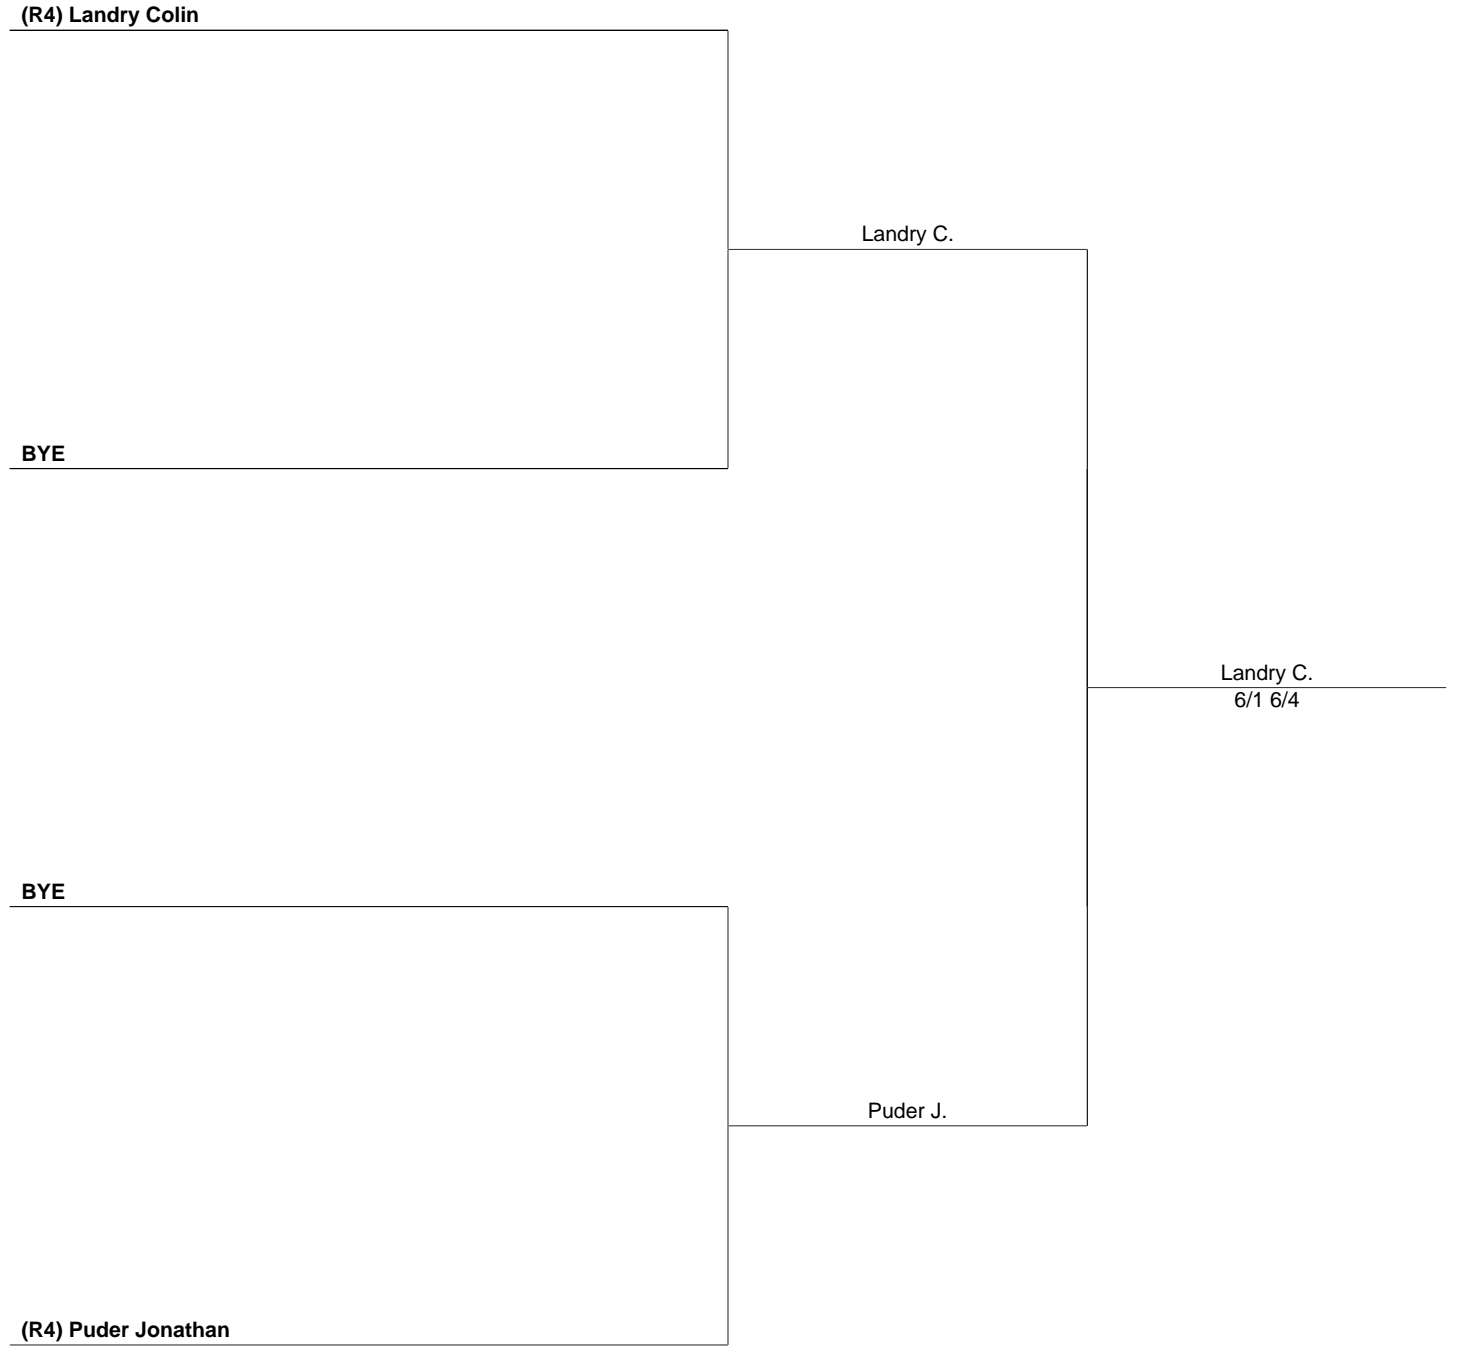 (R4) Landry Colin
Landry C.
BYE
Landry C.
6/1 6/4
BYE
Puder J.
(R4) Puder Jonathan